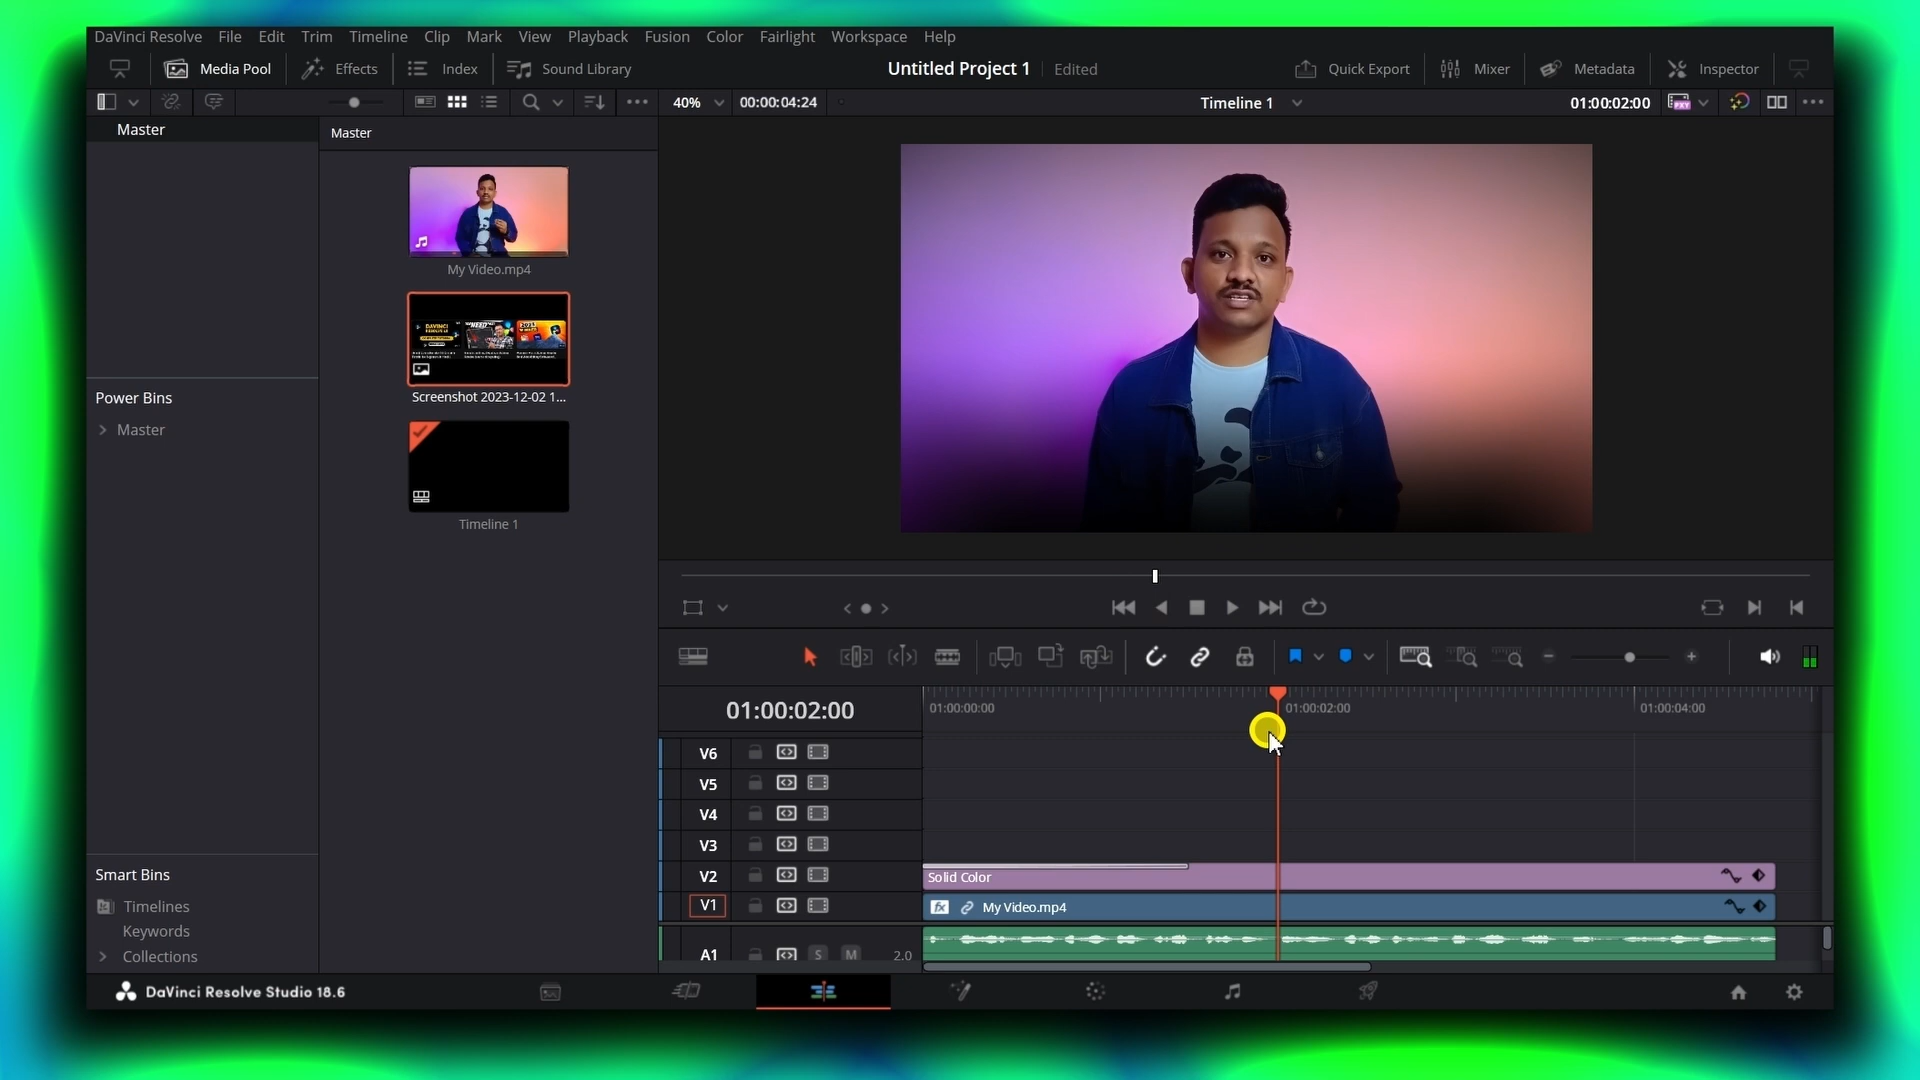 DaVinci Resolve File Edit Trim Timeline Clip Mark View Playback Fusion Color Fairlight Workspace Help
Media Pool Effects Index Sound Library Untitled Project 1 Edited Quick Export Mixer Metadata Inspector
40% 00:00:04:24 Timeline 1 01:00:02:00
Master
Master
My Video.mp4
Screenshot 2023-12-02 1...
Timeline 1
Power Bins
Master
Smart Bins
Timelines
Keywords
Collections
01:00:02:00
01:00:00:00 01:00:02:00 01:00:04:00
V6
V5
V4
V3
V2 Solid Color
V1 fx My Video.mp4
A1 S M 2.0
DaVinci Resolve Studio 18.6